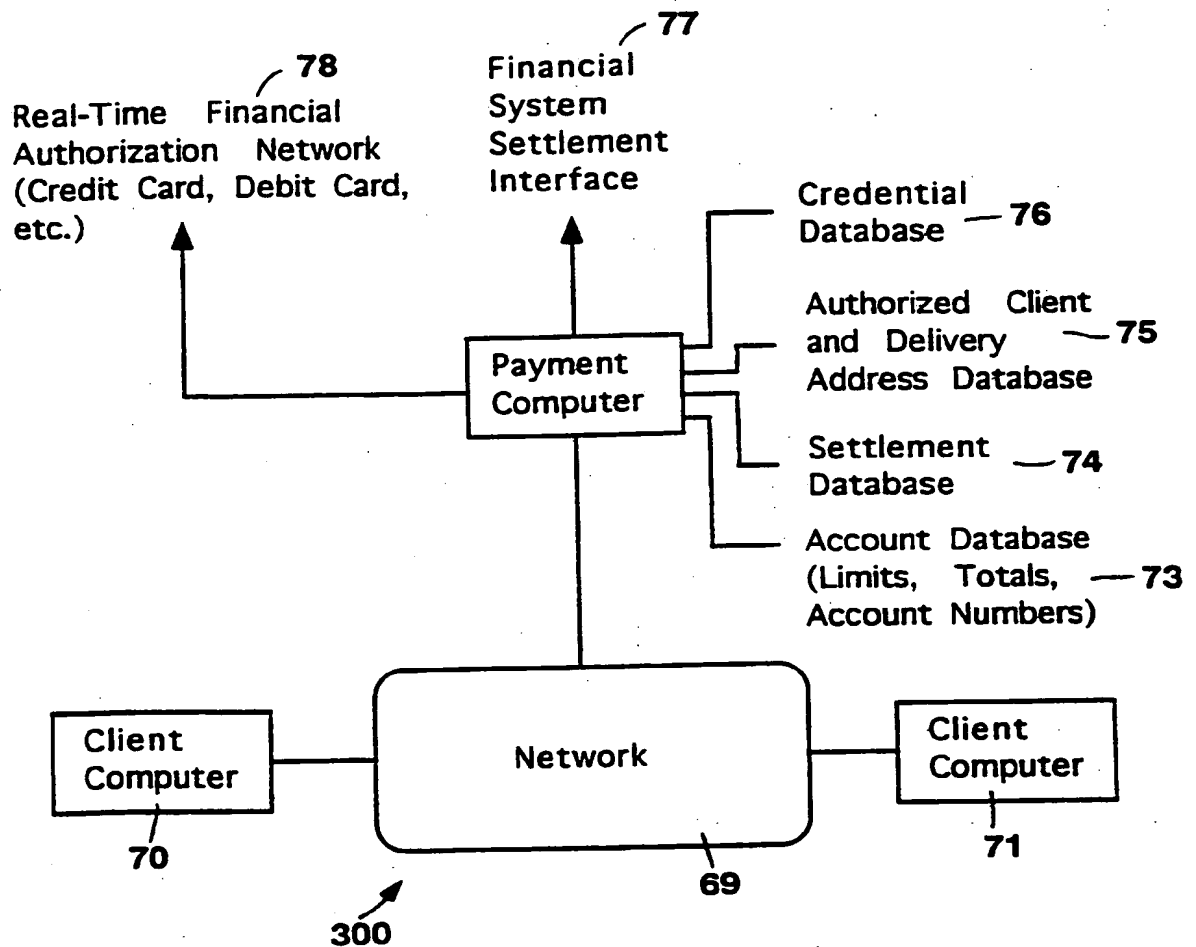 77
78
Financial
System
Settlement
Interface
Real-Time Financial
Authorization Network
(Credit Card, Debit Card,
etc.)
Credential
Database
76
Authorized Client
and Delivery
Address Database
75
Payment
Computer
Settlement
Database
74
Account Database
(Limits, Totals,
Account Numbers)
73
Client
Computer
70
Network
69
Client
Computer
71
300